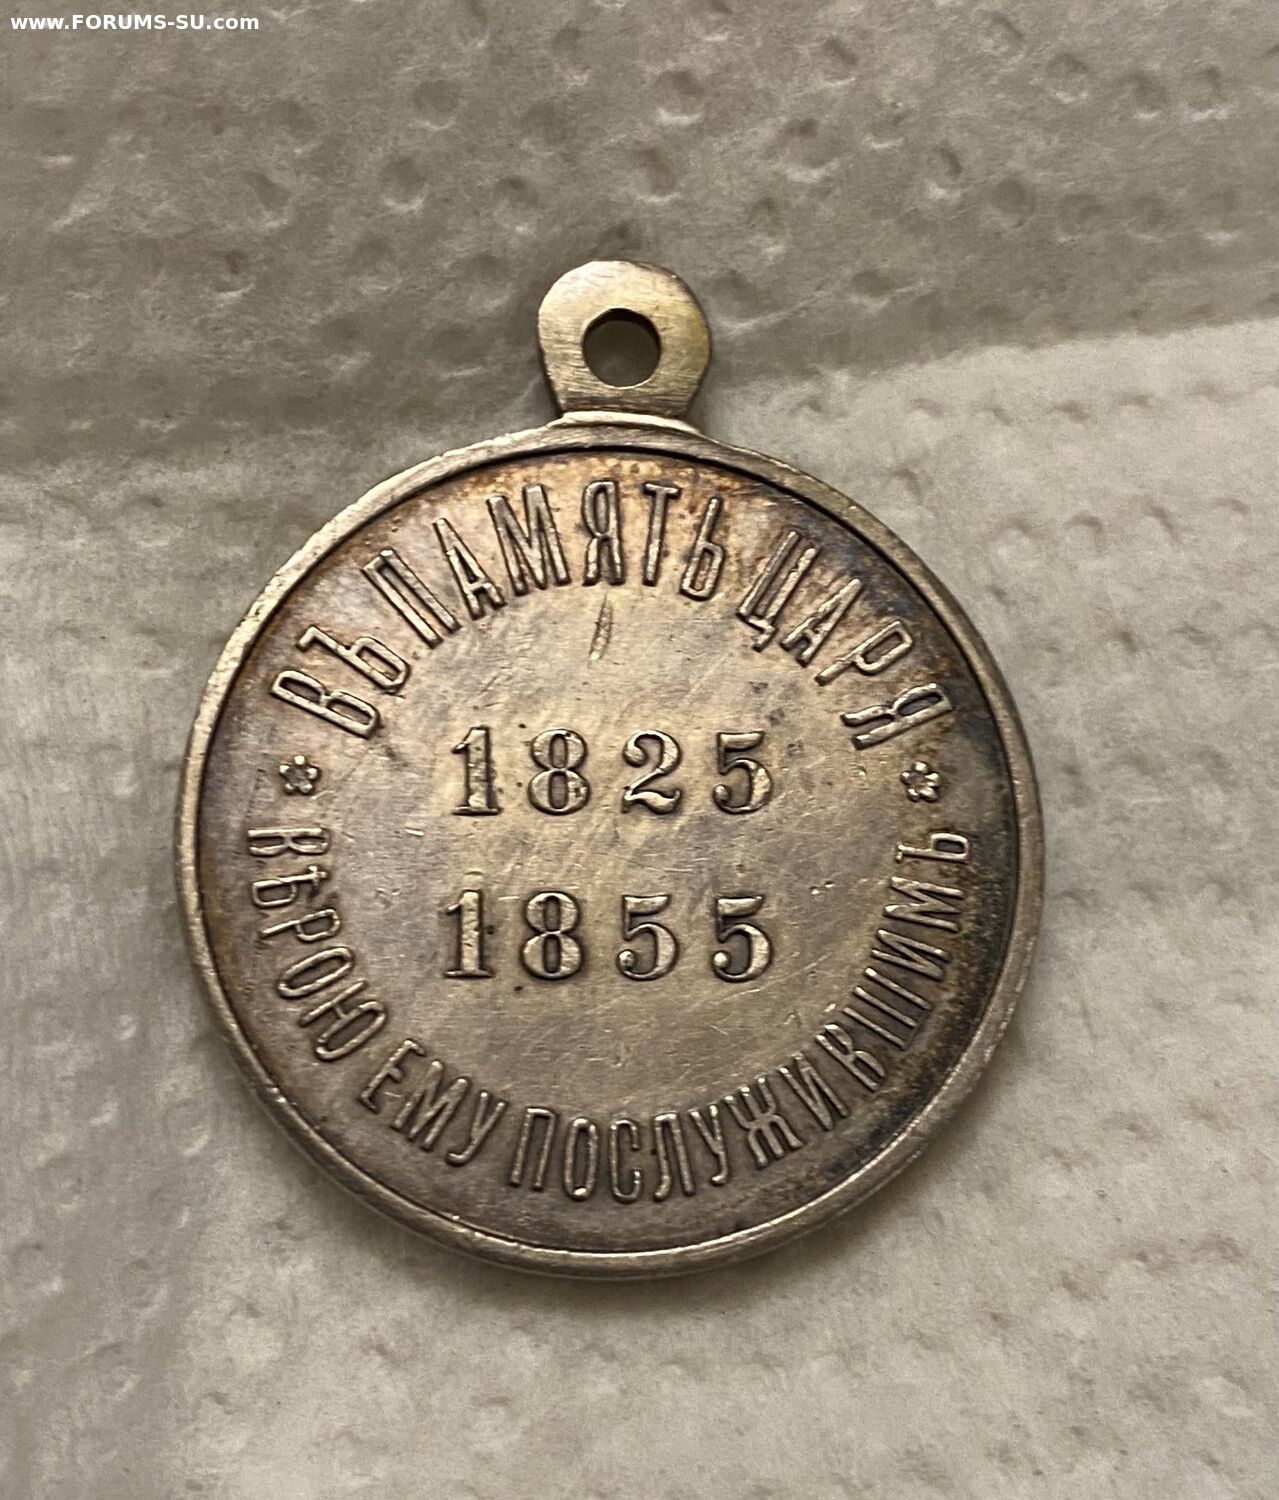 www.FORUMS-SU.com
ВЪ ПАМЯТЬ ЦАРЯ
1825
1855
ВѢРОЮ ЕМУ ПОСЛУЖИВШИМЪ